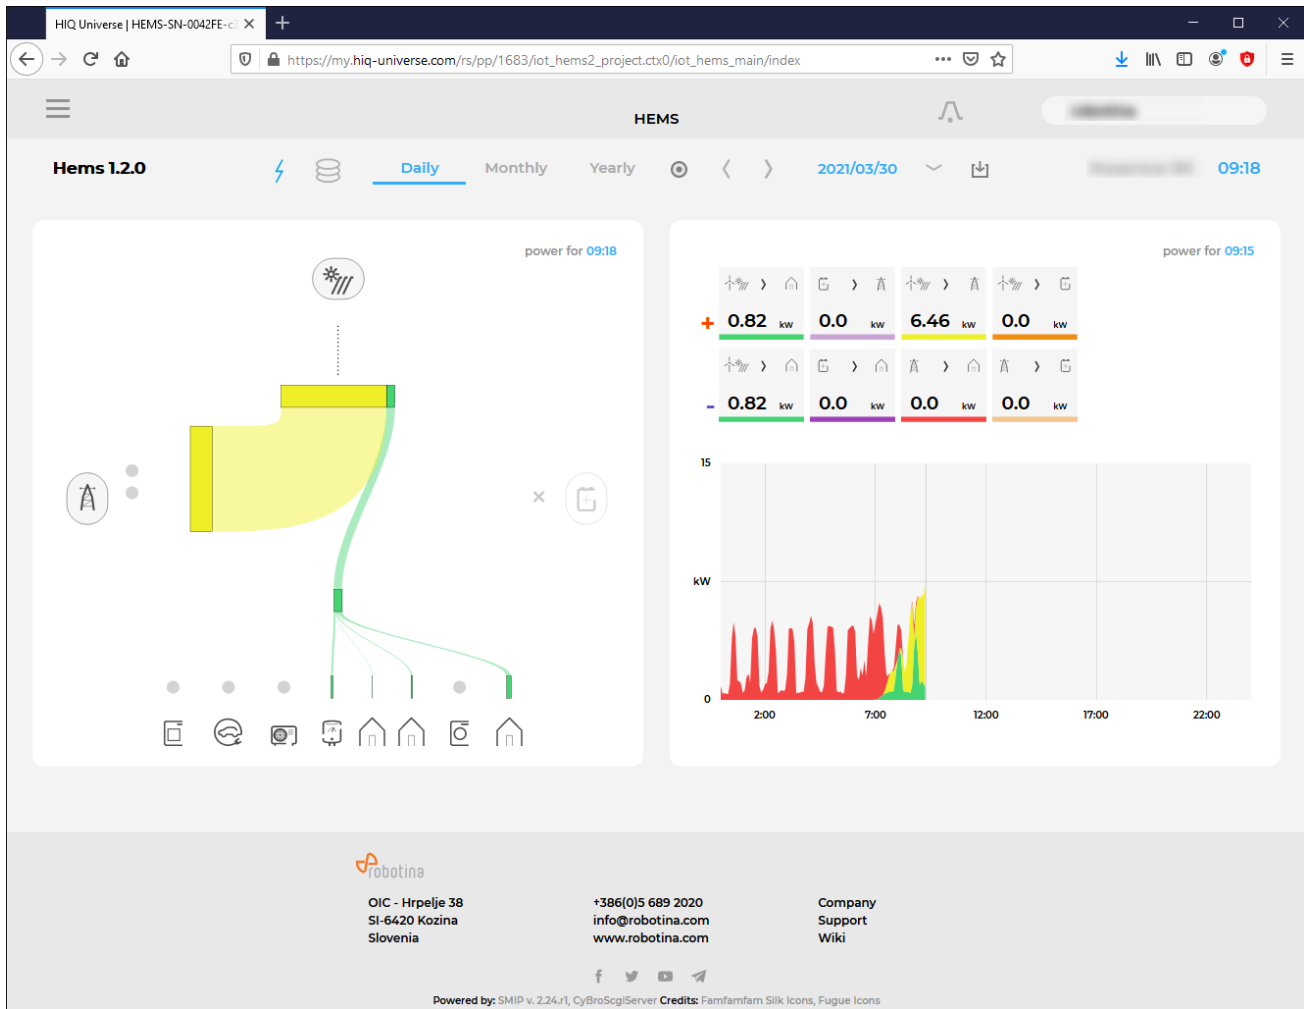 HIQ Universe | HEMS-SN-0042FE-c
https://my.hiq-universe.com/rs/pp/1683/iot_hems2_project.ctx0/iot_hems_main/index
HEMS
Hems 1.2.0 Daily Monthly Yearly 2021/03/30 09:18
power for 09:18
power for 09:15
+ 0.82 kW 0.0 kW 6.46 kW 0.0 kW
- 0.82 kW 0.0 kW 0.0 kW 0.0 kW
15
kW
0
2:00 7:00 12:00 17:00 22:00
robotina
OIC - Hrpelje 38 +386(0)5 689 2020 Company
SI-6420 Kozina info@robotina.com Support
Slovenia www.robotina.com Wiki
Powered by: SMIP v. 2.24.r1, CyBroScgiServer Credits: Famfamfam Silk Icons, Fugue Icons